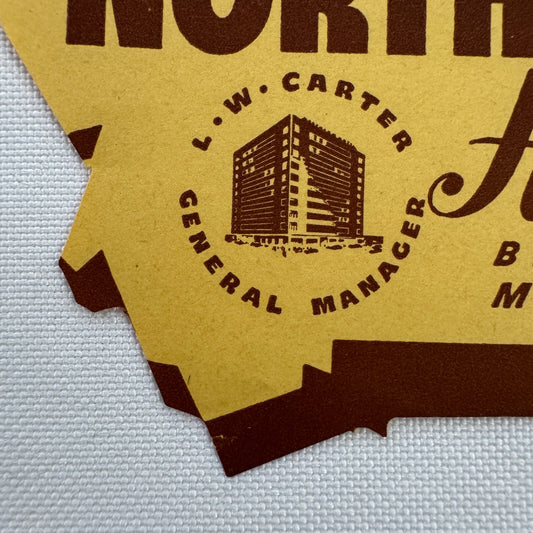 NORTH
L. W. CARTER
GENERAL MANAGER
B
M